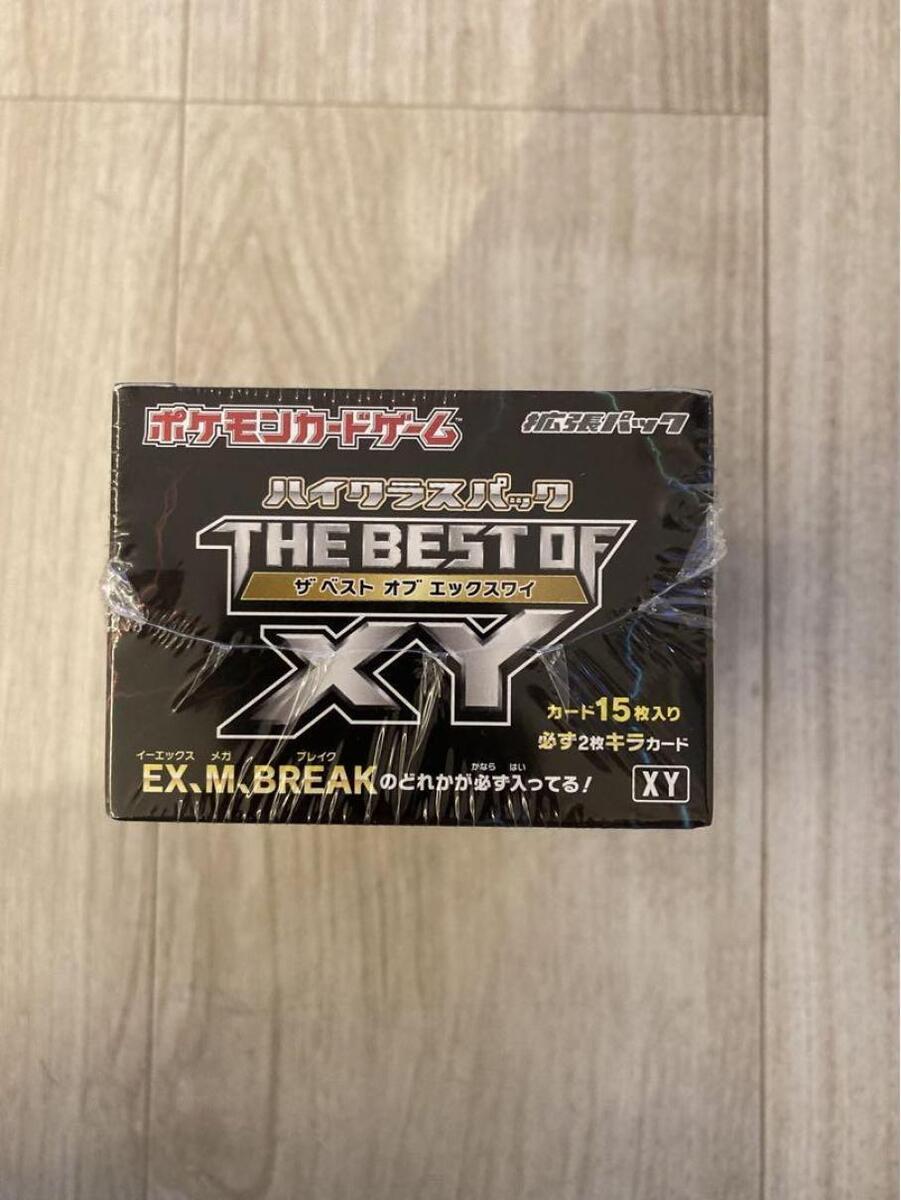 ポケモンカードゲーム™ 拡張パック
ハイクラスパック
THE BEST OF
ザ ベスト オブ エックスワイ
XY
カード15枚入り
必ず2枚キラカード
イーエックス メガ ブレイク かなら はい
EX、M、BREAKのどれかが必ず入ってる!
XY